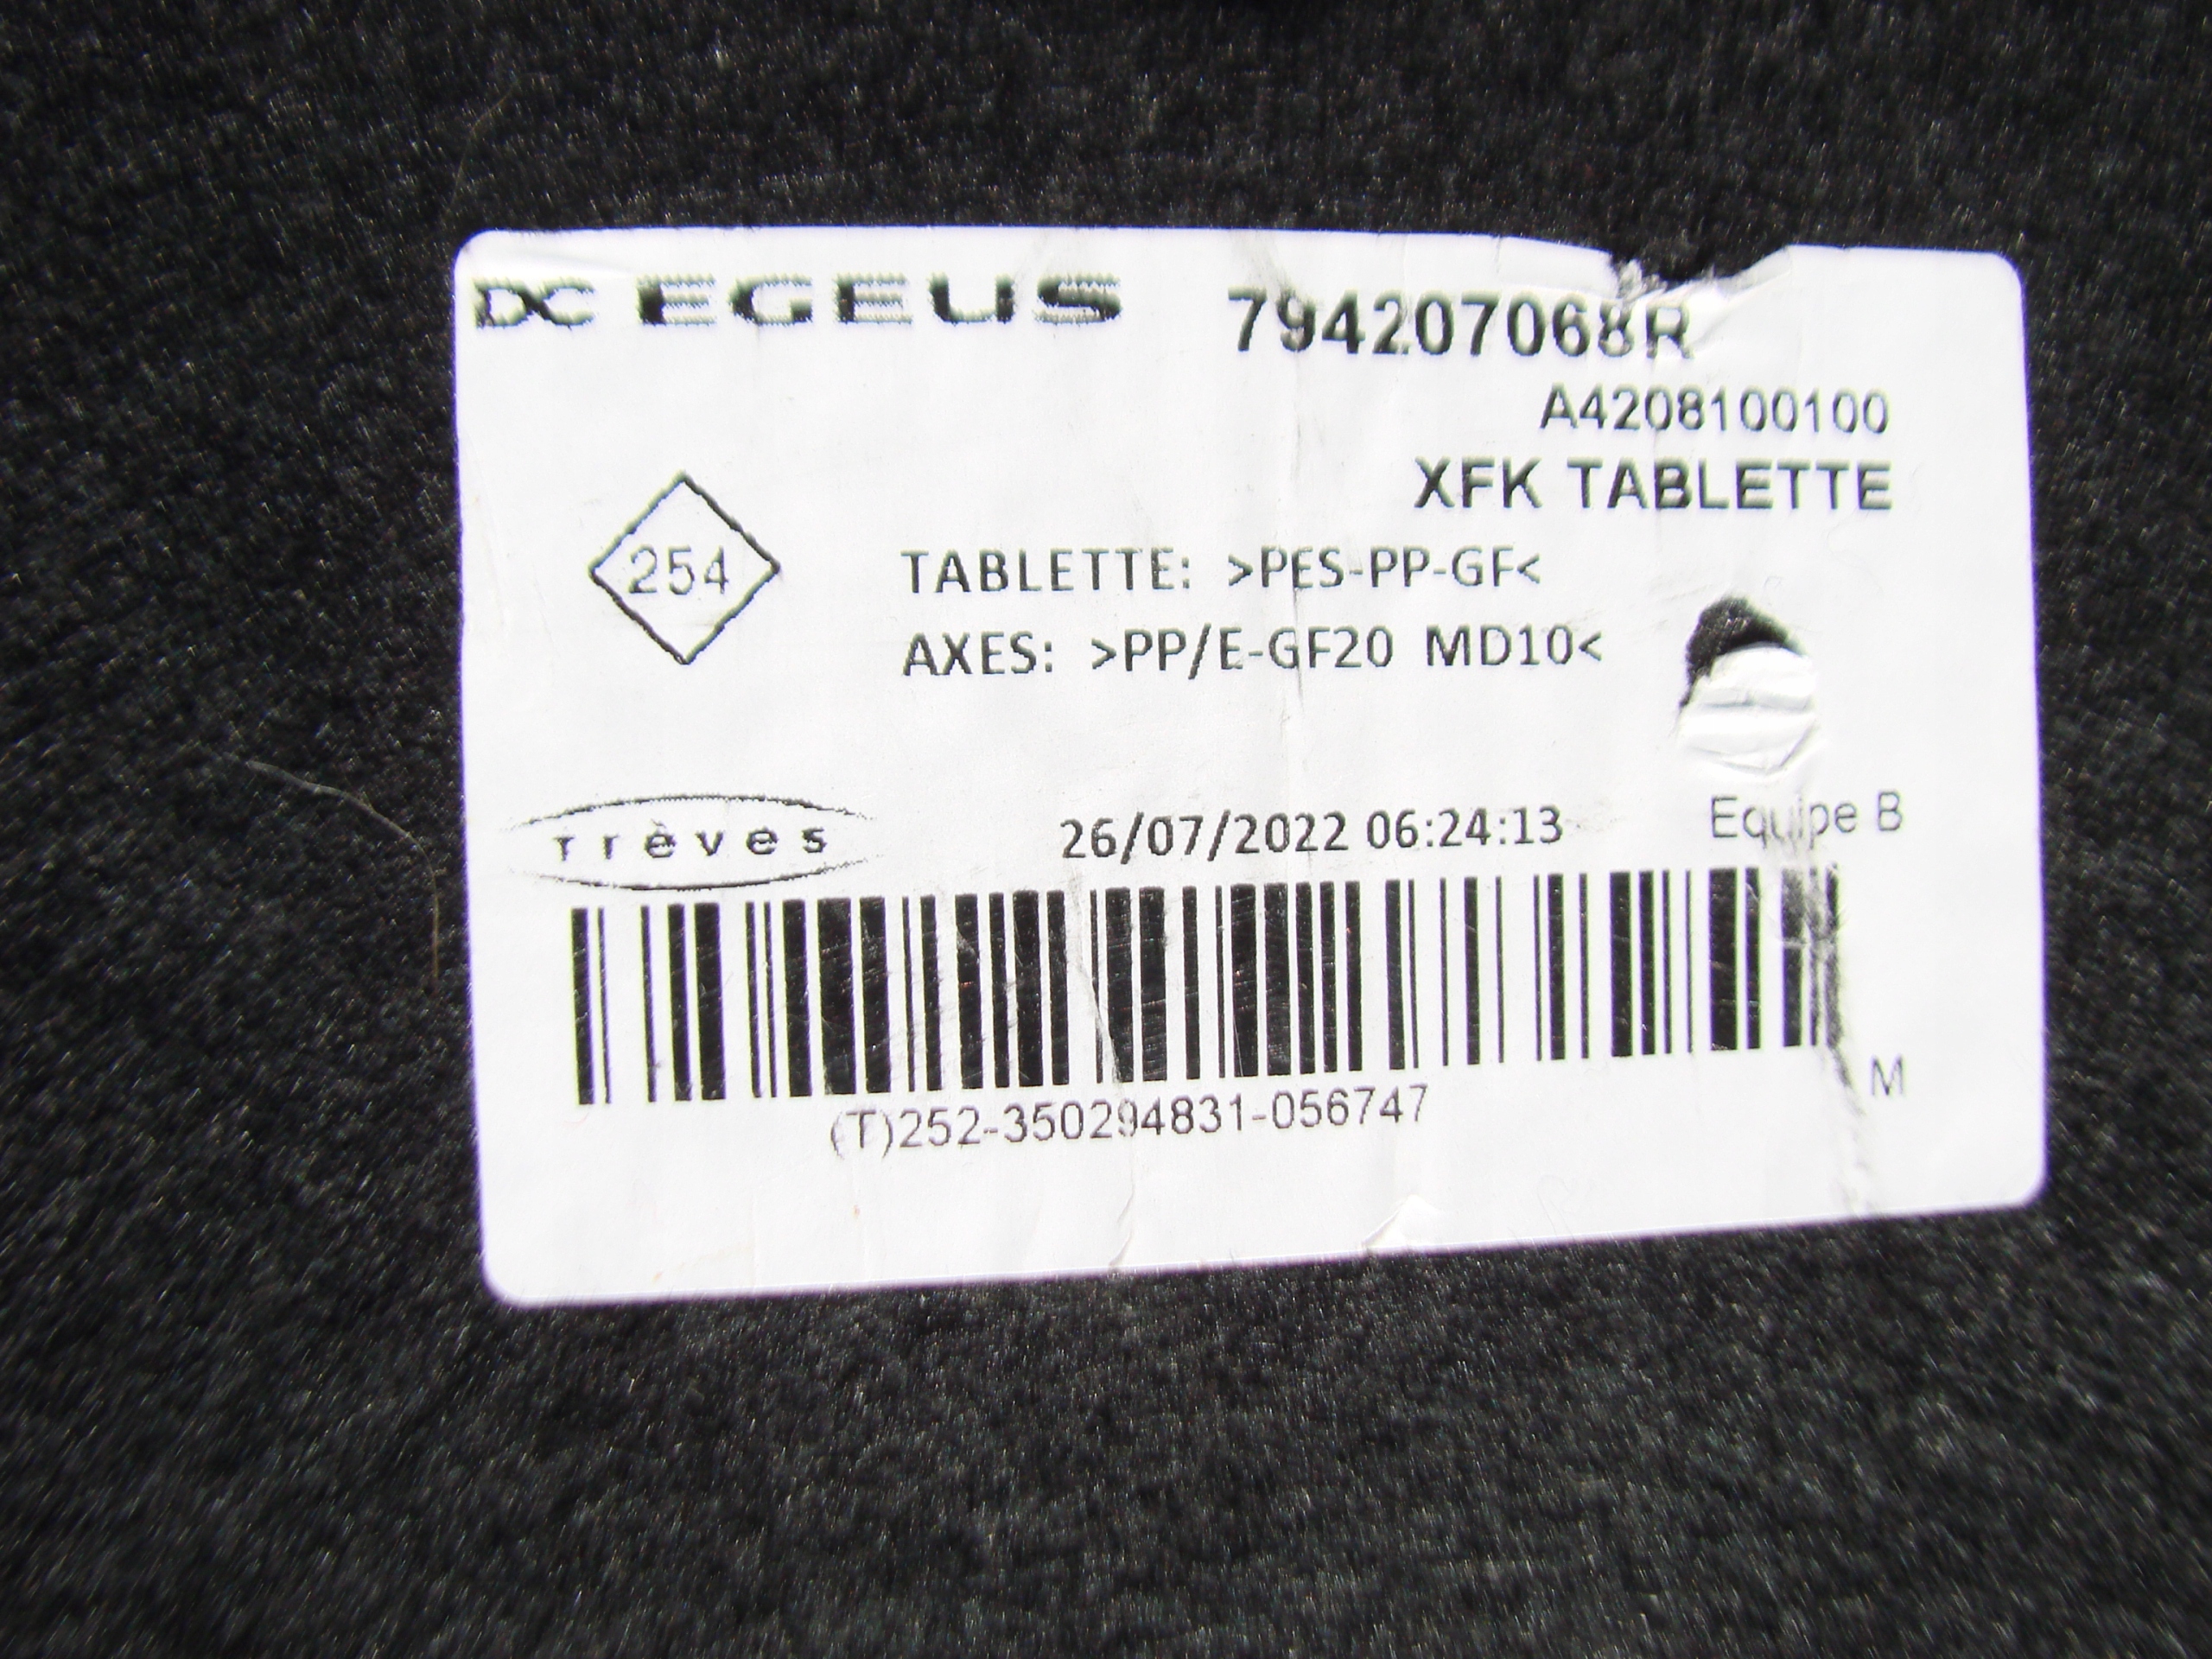 DC EGEUS 794207068R
A4208100100
XFK TABLETTE
254
TABLETTE: >PES-PP-GF<
AXES: >PP/E-GF20 MD10<
Trèves
26/07/2022 06:24:13 Equipe B
(T)252-350294831-056747
M